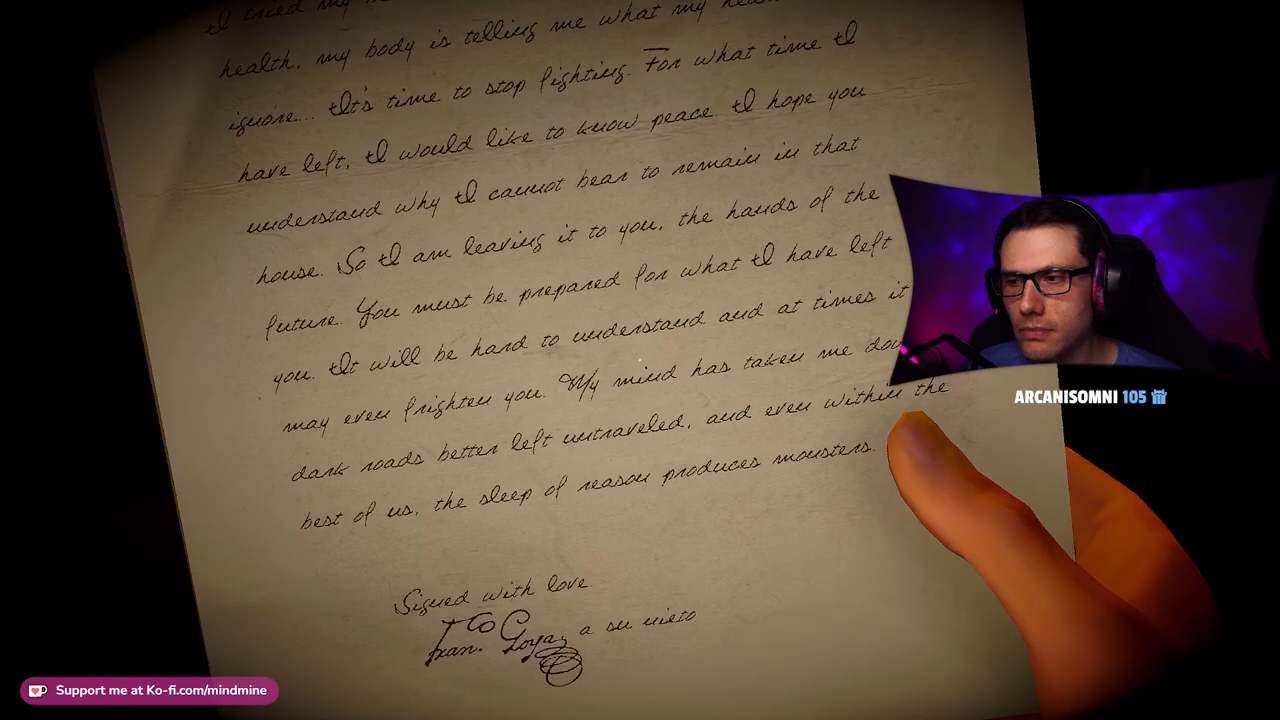 I tried my
health, my body is telling me what my
ignore... It's time to stop fighting. For what time I
have left, I would like to know peace. I hope you
understand why I cannot bear to remain in that
house. So I am leaving it to you, the hands of the
future. You must be prepared for what I have left
you. It will be hard to understand and at times it
may even frighten you. My mind has taken me
dark roads better left untraveled, and even within the
best of us, the sleep of reason produces monsters.
Signed with love
Fran.co Goya, a su nieto
ARCANISOMNI 105
Support me at Ko-fi.com/mindmine